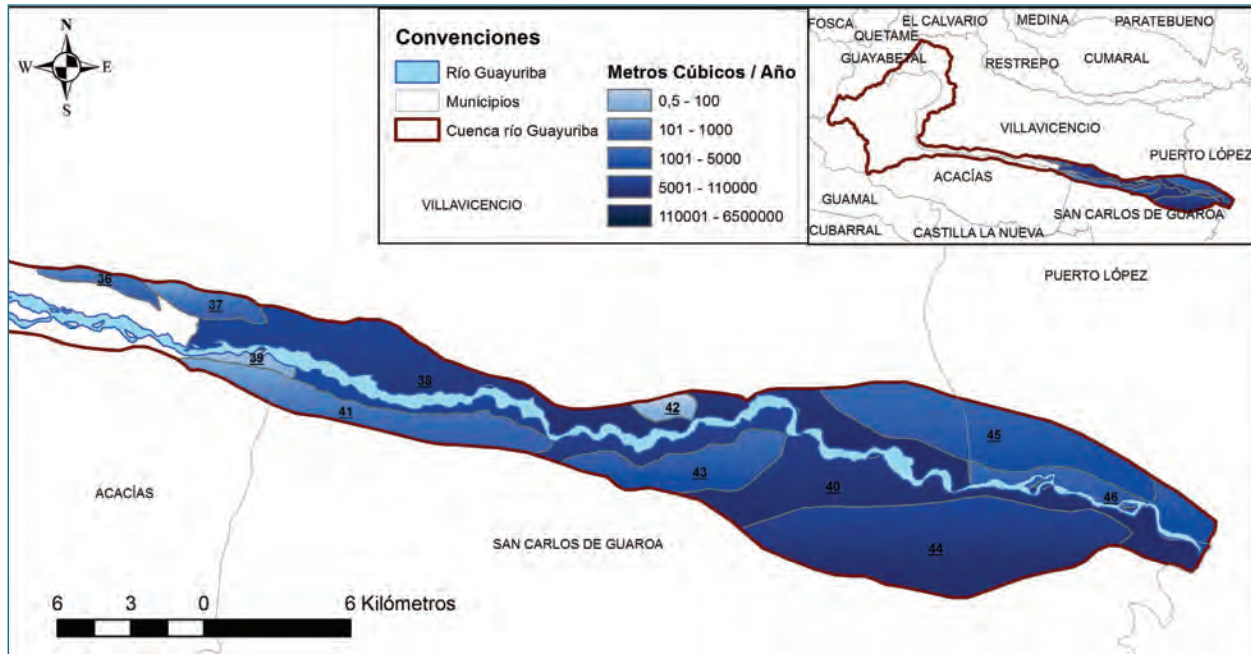 N
W E
S
Convenciones
Río Guayuriba
Municipios
Cuenca río Guayuriba
Metros Cúbicos / Año
0,5 - 100
101 - 1000
1001 - 5000
5001 - 110000
110001 - 6500000
VILLAVICENCIO
FOSCA
EL CALVARIO
MEDINA
PARATEBUENO
QUETAME
GUAYABETAL
RESTREPO
CUMARAL
VILLAVICENCIO
PUERTO LÓPEZ
ACACÍAS
GUAMAL
SAN CARLOS DE GUAROA
CUBARRAL
CASTILLA LA NUEVA
PUERTO LÓPEZ
36
37
39
38
41
42
43
45
40
46
44
ACACÍAS
SAN CARLOS DE GUAROA
6 3 0 6 Kilómetros